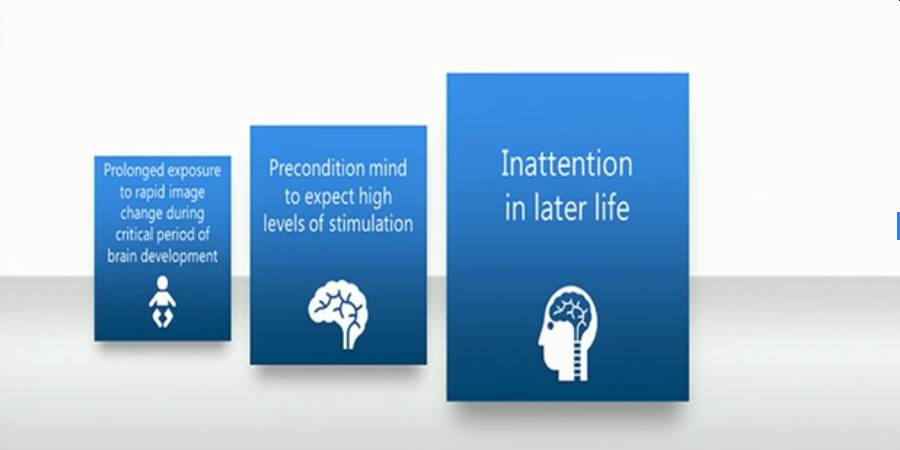 Prolonged exposure
to rapid image
change during
critical period of
brain development
Precondition mind
to expect high
levels of stimulation
Inattention
in later life